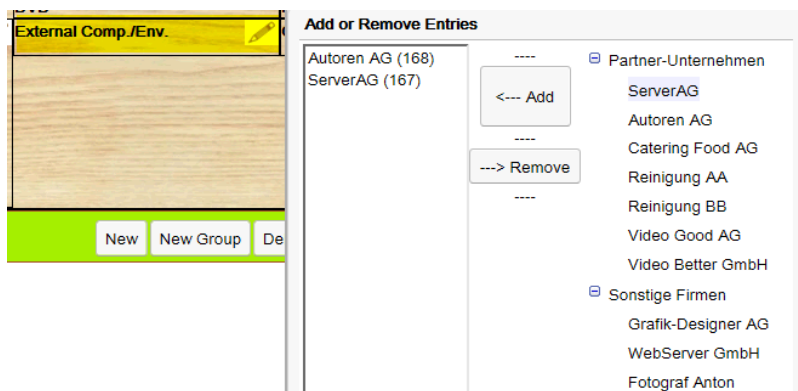 External Comp./Env.
New
New Group
De
Add or Remove Entries
Autoren AG (168)
ServerAG (167)
----
<--- Add
----
---> Remove
----
Partner-Unternehmen
ServerAG
Autoren AG
Catering Food AG
Reinigung AA
Reinigung BB
Video Good AG
Video Better GmbH
Sonstige Firmen
Grafik-Designer AG
WebServer GmbH
Fotograf Anton